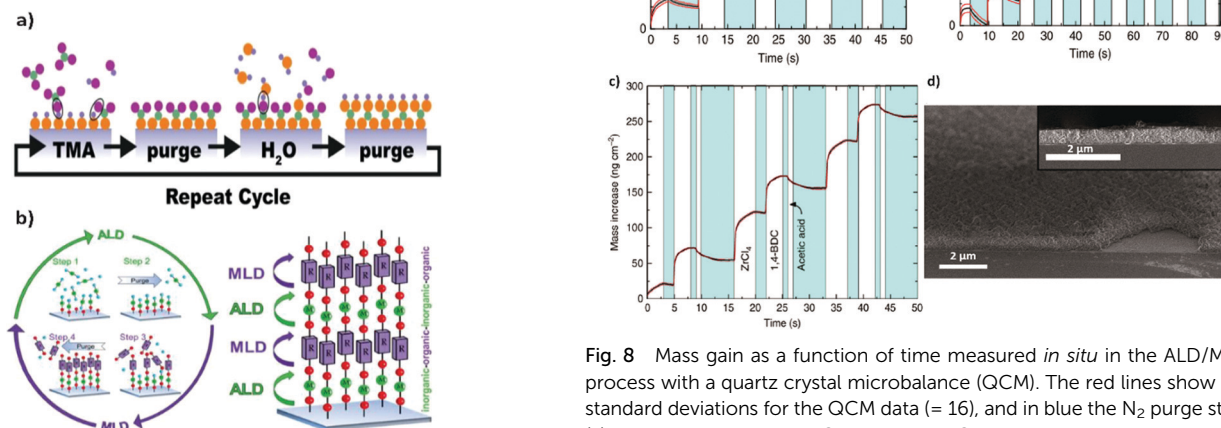 a)
TMA
purge
H₂O
purge
Repeat Cycle
b)
ALD
Step 1
Step 2
Purge
Step 4
Purge
Step 3
MLD
MLD
ALD
MLD
ALD
R R R R R R
M M M M M M
R R R R R R
M M M M M M
inorganic-organic-inorganic-organic
0
0 5 10 15 20 25 30 35 40 45 50
Time (s)
0
0 10 20 30 40 50 60 70 80 90
Time (s)
c)
300
250
200
150
100
50
0
Mass increase (ng cm⁻²)
ZrCl₄
1,4-BDC
Acetic acid
0 5 10 15 20 25 30 35 40 45 50
Time (s)
d)
2 µm
2 µm
Fig. 8 Mass gain as a function of time measured in situ in the ALD/M
process with a quartz crystal microbalance (QCM). The red lines show
standard deviations for the QCM data (= 16), and in blue the N₂ purge st